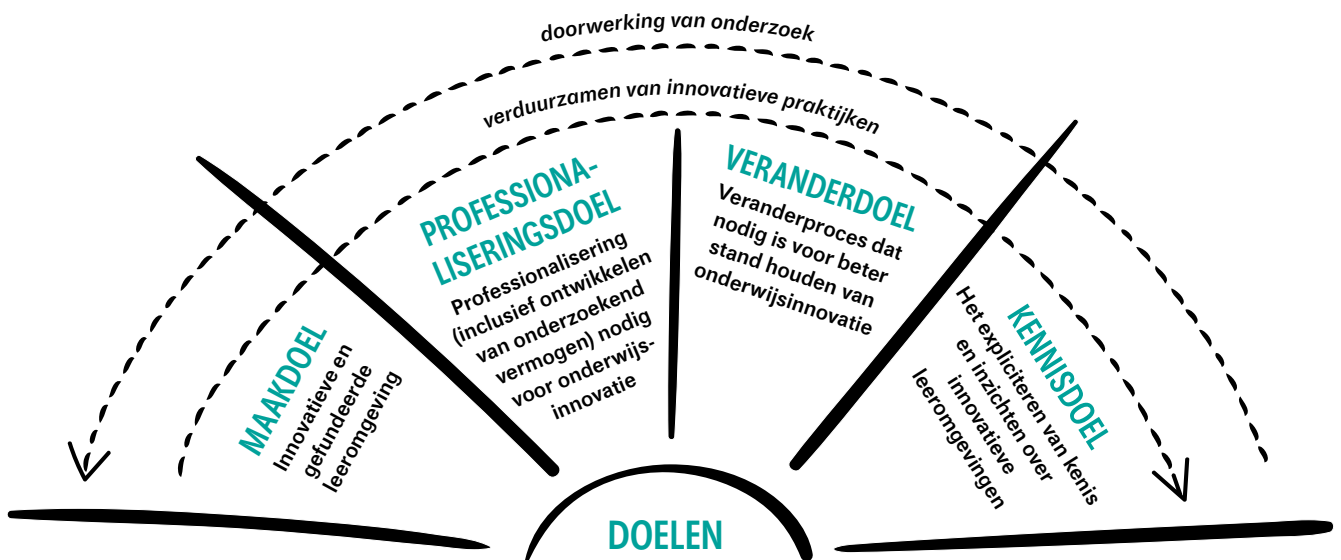 doorwerking van onderzoek
verduurzamen van innovatieve praktijken
MAAKDOEL
Innovatieve en
gefundeerde
leeromgeving
PROFESSIONA-
LISERINGSDOEL
Professionalisering
(inclusief ontwikkelen
van onderzoekend
vermogen) nodig
voor onderwijs-
innovatie
VERANDERDOEL
Veranderproces dat
nodig is voor beter
stand houden van
onderwijsinnovatie
KENNISDOEL
Het expliciteren van kenis
en inzichten over
innovatieve
leeromgevingen
DOELEN